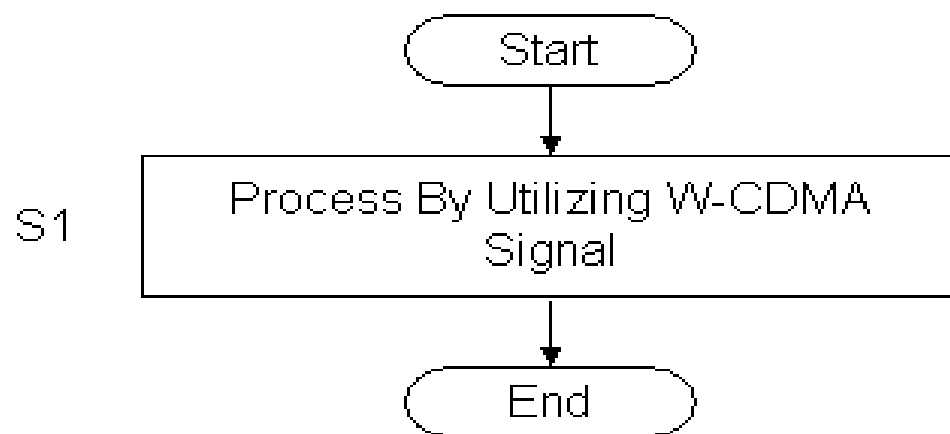 Start
S1
Process By Utilizing W-CDMA
Signal
End